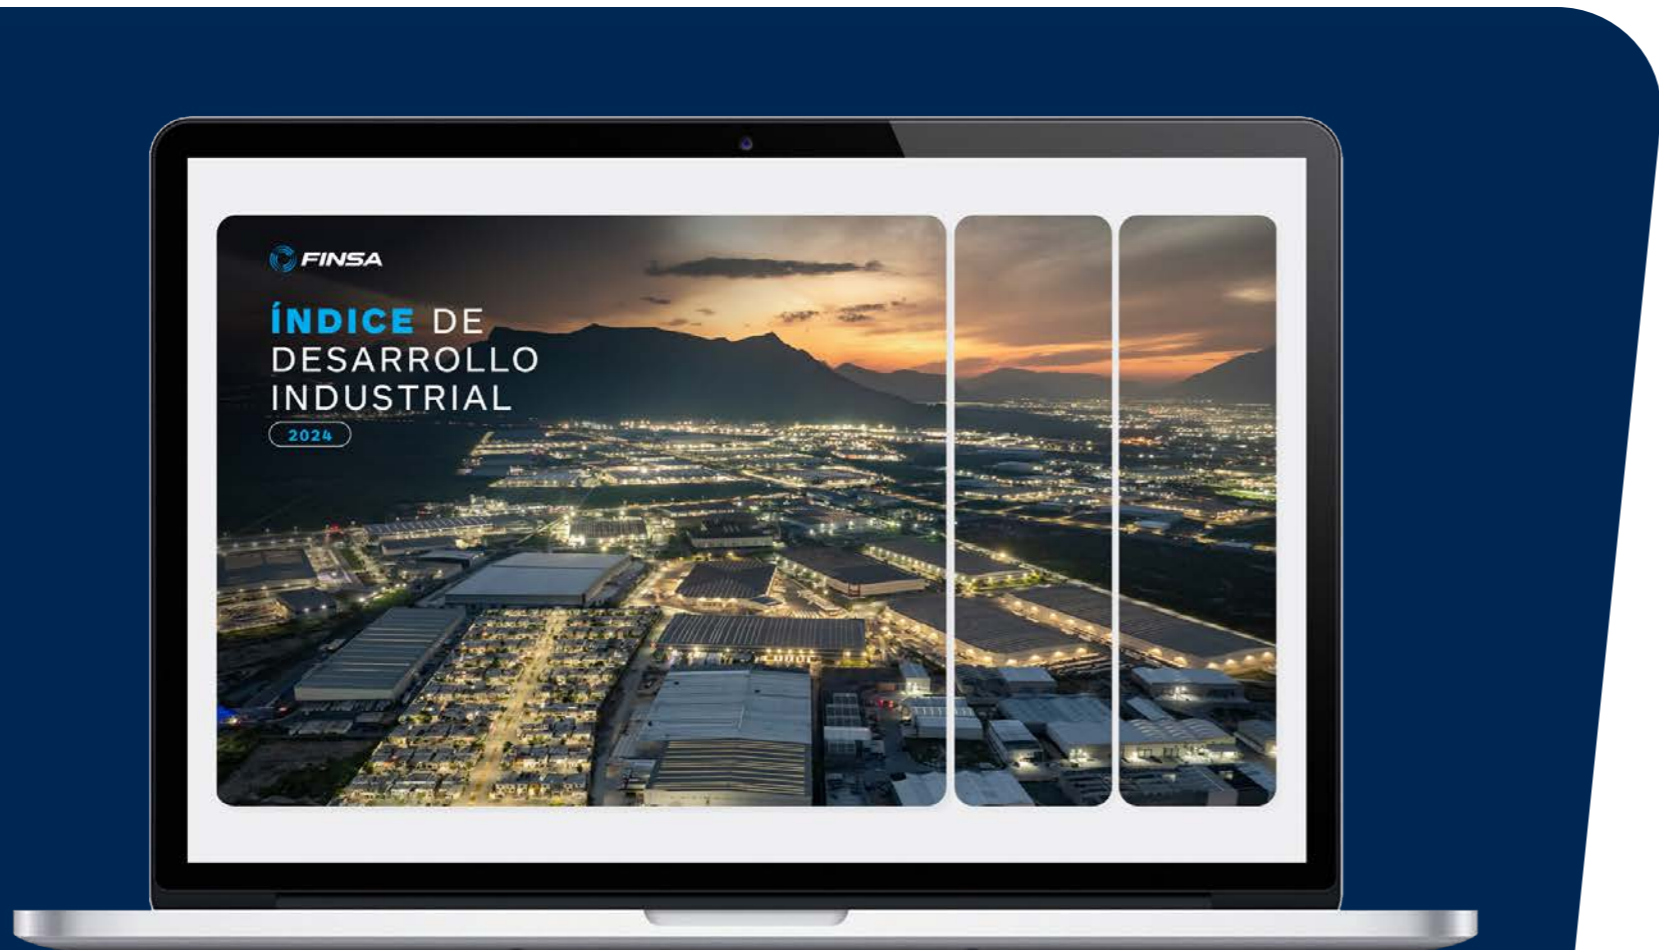 FINSA
ÍNDICE DE
DESARROLLO
INDUSTRIAL
2024